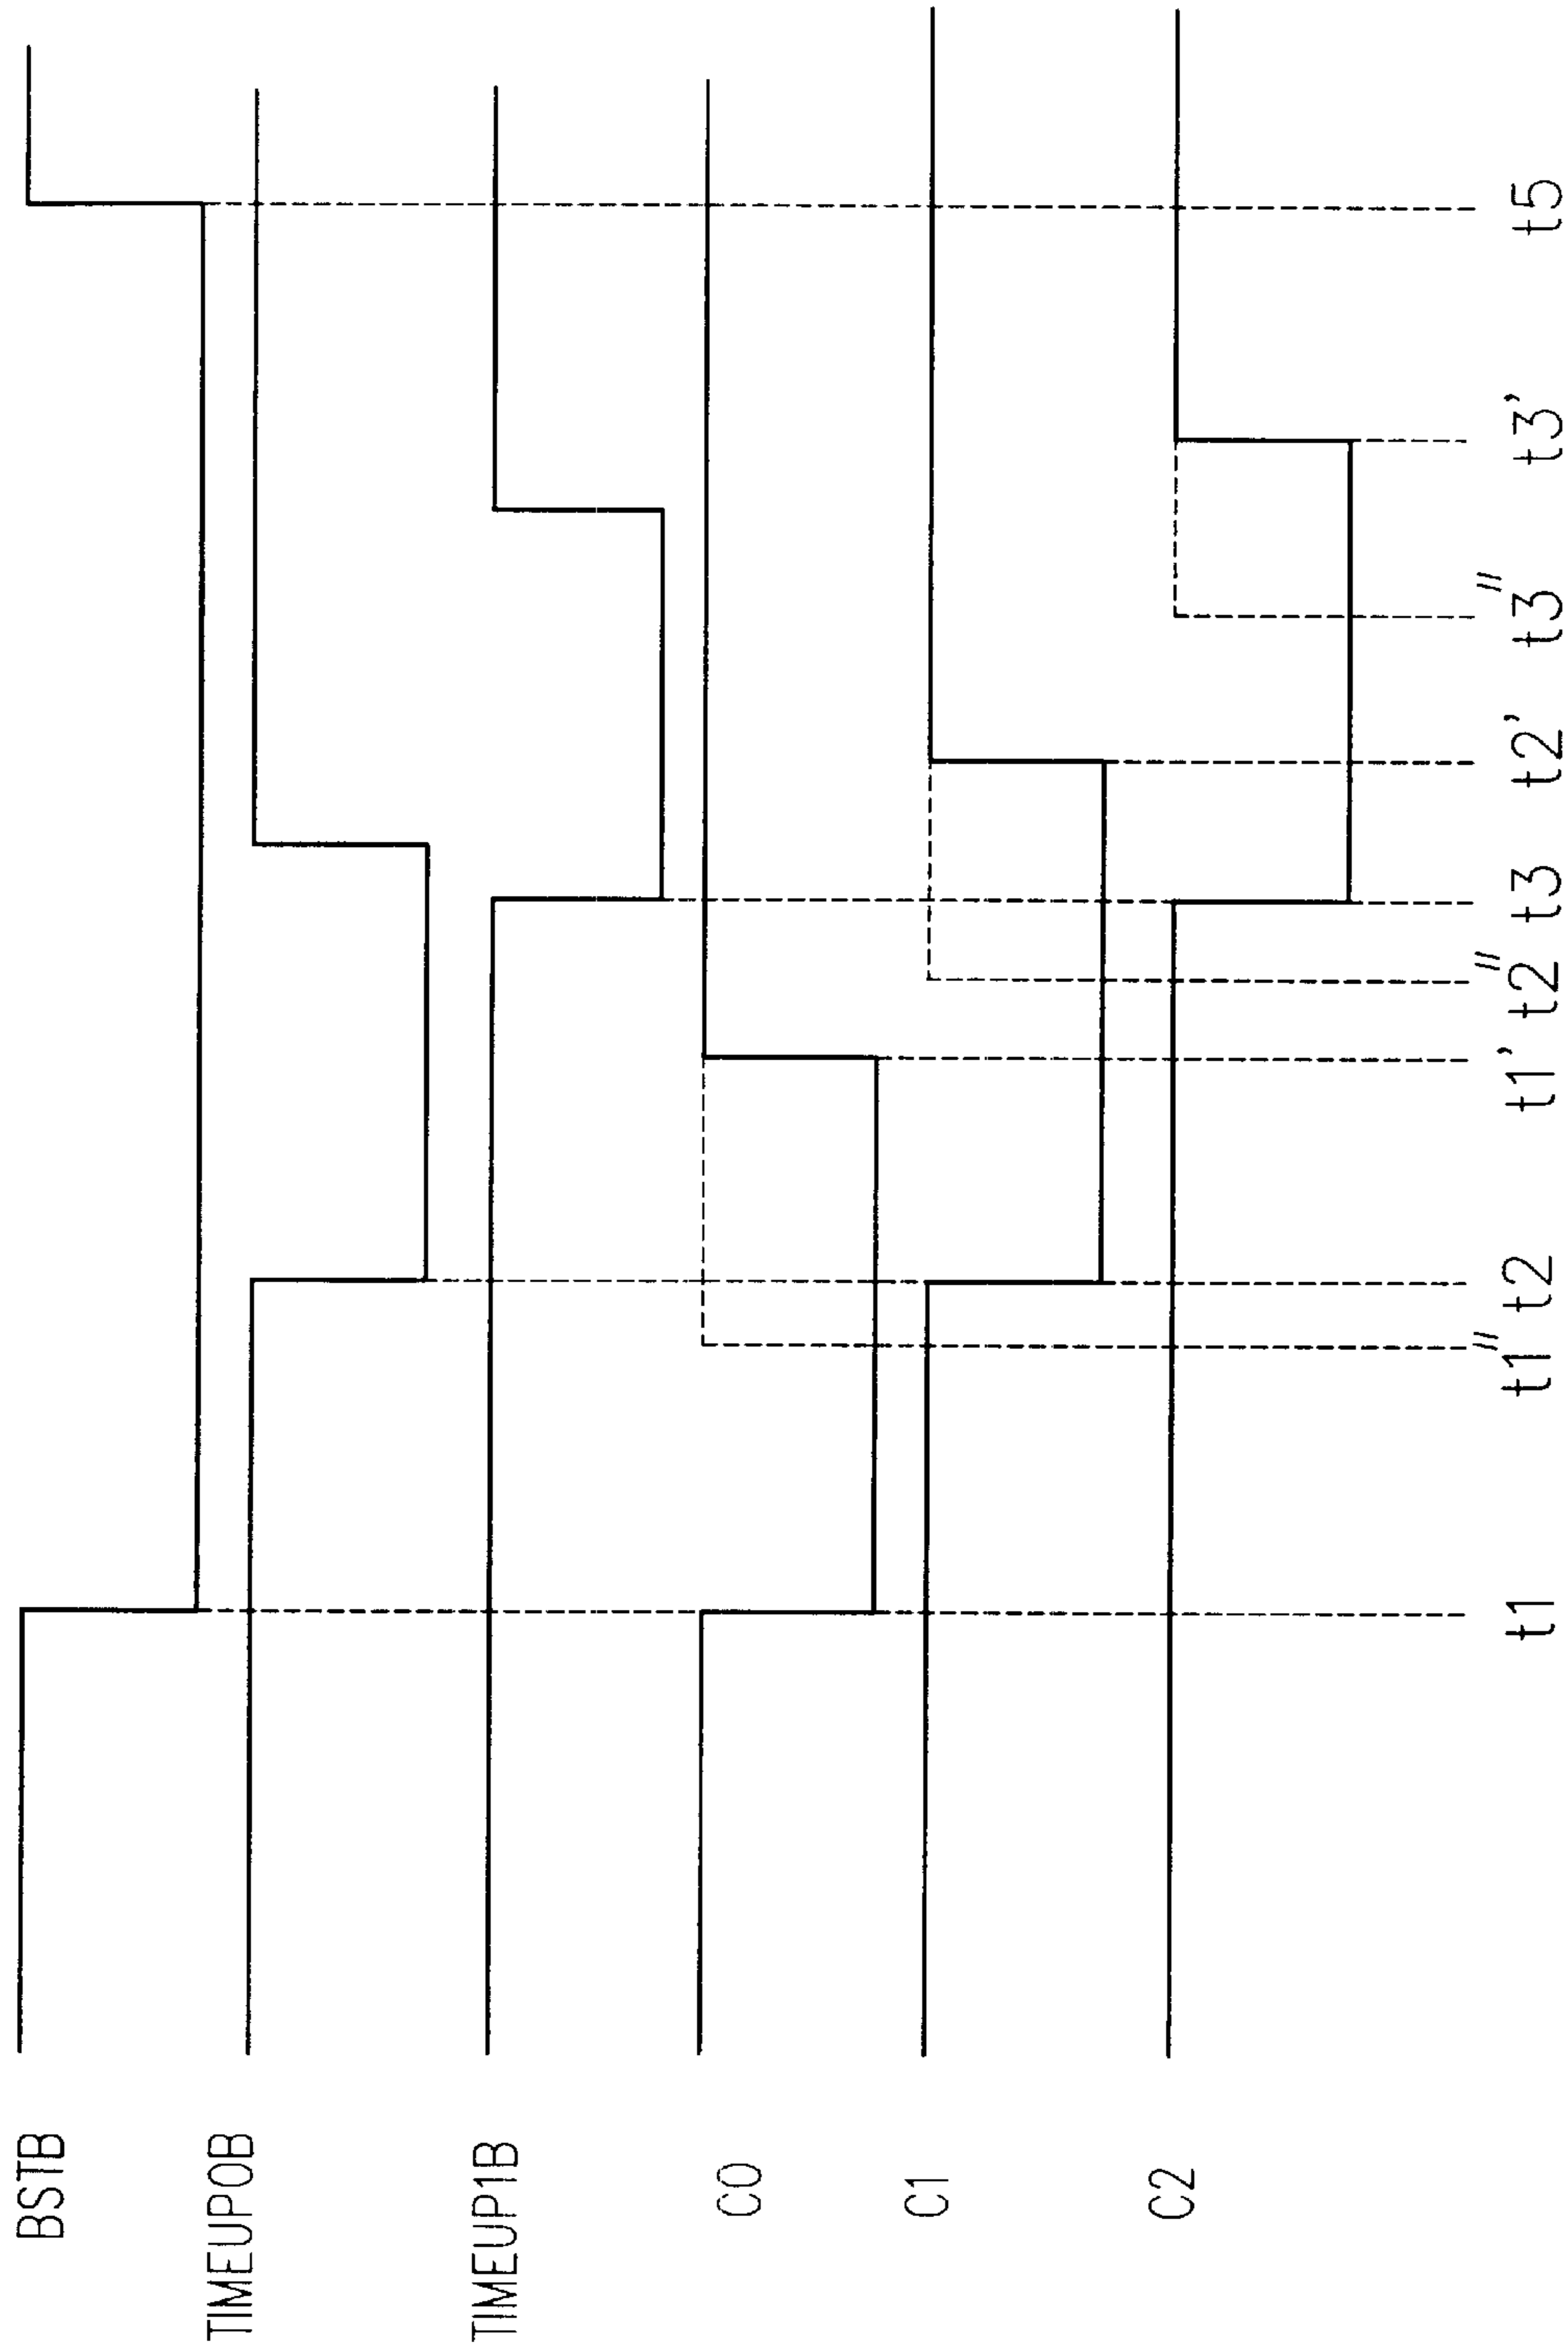 BSTB
TIMEUP0B
TIMEUP1B
C0
C1
C2
t1 t1" t2 t1' t2" t3 t2' t3" t3' t5